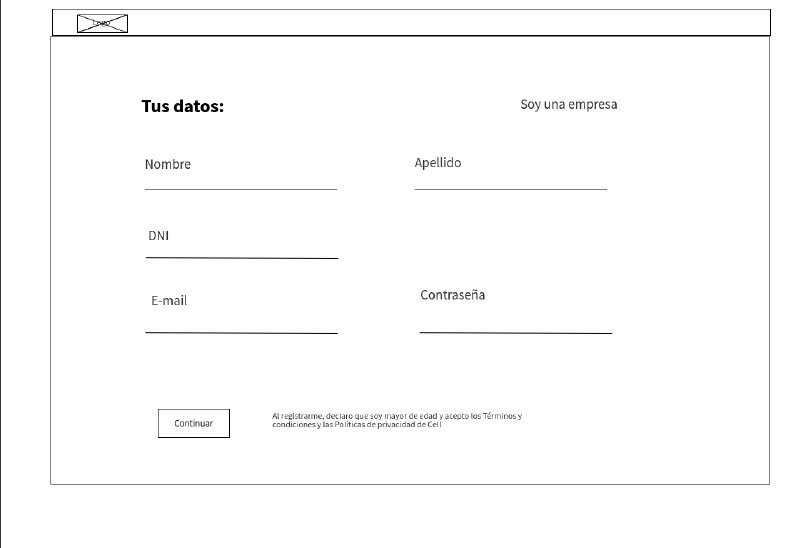 Logo
Tus datos:
Soy una empresa
Nombre
Apellido
DNI
E-mail
Contraseña
Continuar
Al registrarme, declaro que soy mayor de edad y acepto los Términos y
condiciones y las Políticas de privacidad de Cell